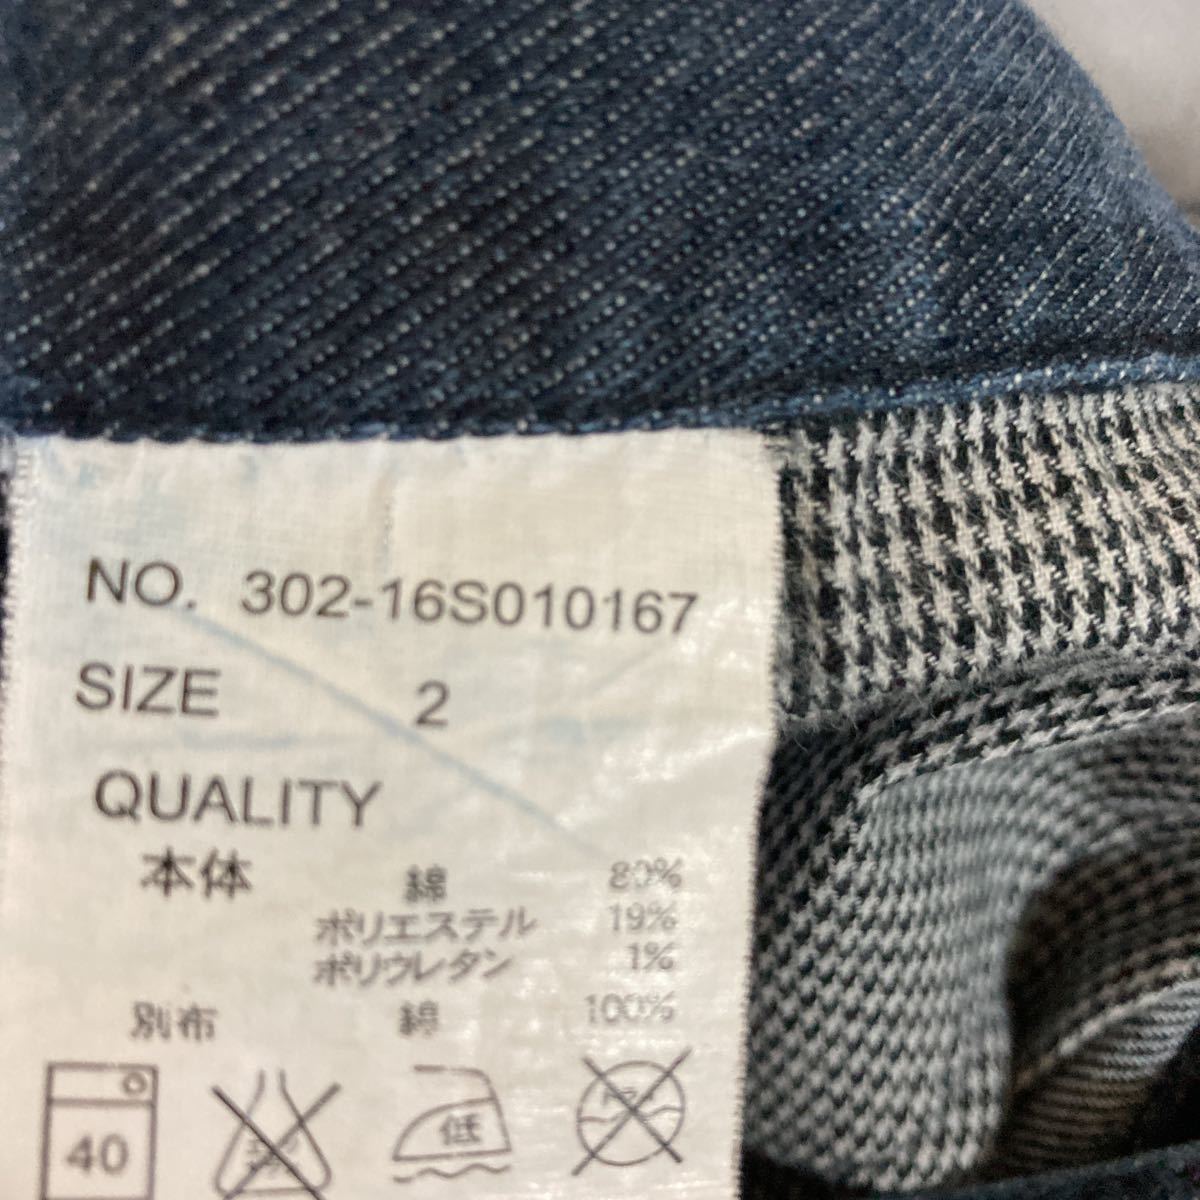 NO. 302-16S010167
SIZE 2
QUALITY
本体 綿 80%
ポリエステル 19%
ポリウレタン 1%
別布 綿 100%
40 低